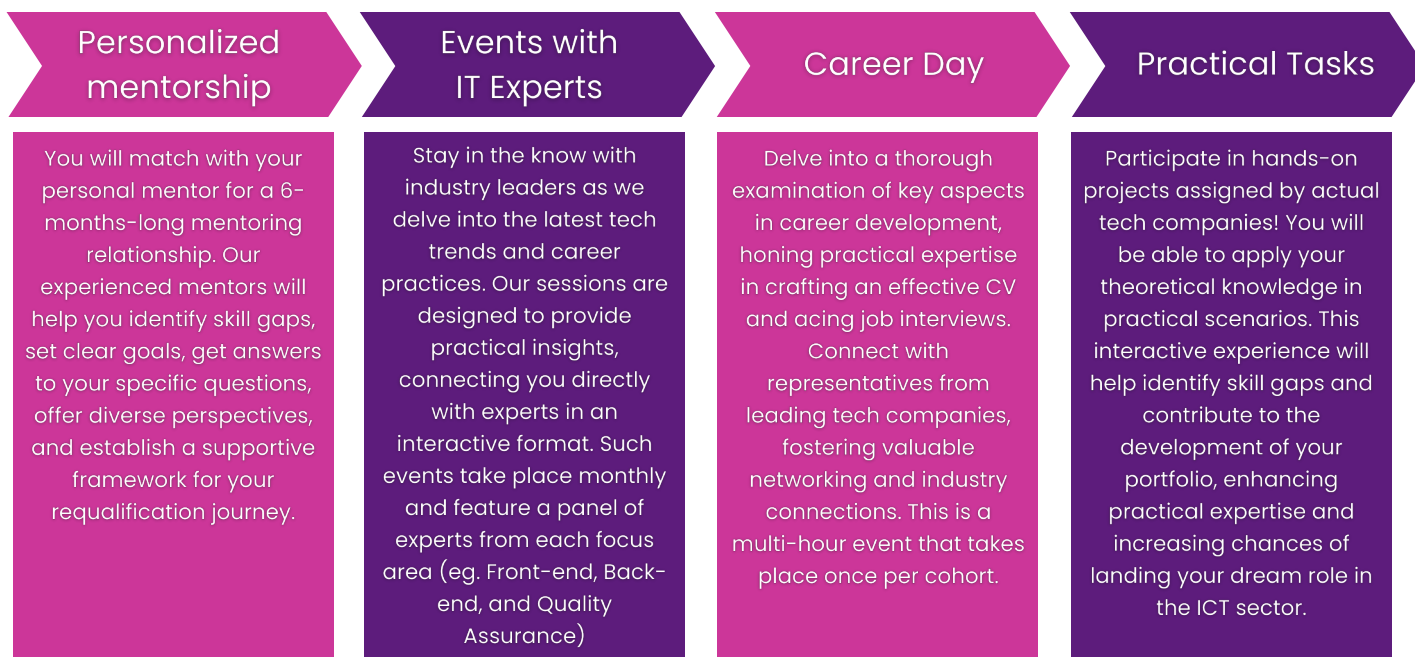 Personalized
mentorship
You will match with your
personal mentor for a 6-
months-long mentoring
relationship. Our
experienced mentors will
help you identify skill gaps,
set clear goals, get answers
to your specific questions,
offer diverse perspectives,
and establish a supportive
framework for your
requalification journey.
Events with
IT Experts
Stay in the know with
industry leaders as we
delve into the latest tech
trends and career
practices. Our sessions are
designed to provide
practical insights,
connecting you directly
with experts in an
interactive format. Such
events take place monthly
and feature a panel of
experts from each focus
area (eg. Front-end, Back-
end, and Quality
Assurance)
Career Day
Delve into a thorough
examination of key aspects
in career development,
honing practical expertise
in crafting an effective CV
and acing job interviews.
Connect with
representatives from
leading tech companies,
fostering valuable
networking and industry
connections. This is a
multi-hour event that takes
place once per cohort.
Practical Tasks
Participate in hands-on
projects assigned by actual
tech companies! You will
be able to apply your
theoretical knowledge in
practical scenarios. This
interactive experience will
help identify skill gaps and
contribute to the
development of your
portfolio, enhancing
practical expertise and
increasing chances of
landing your dream role in
the ICT sector.